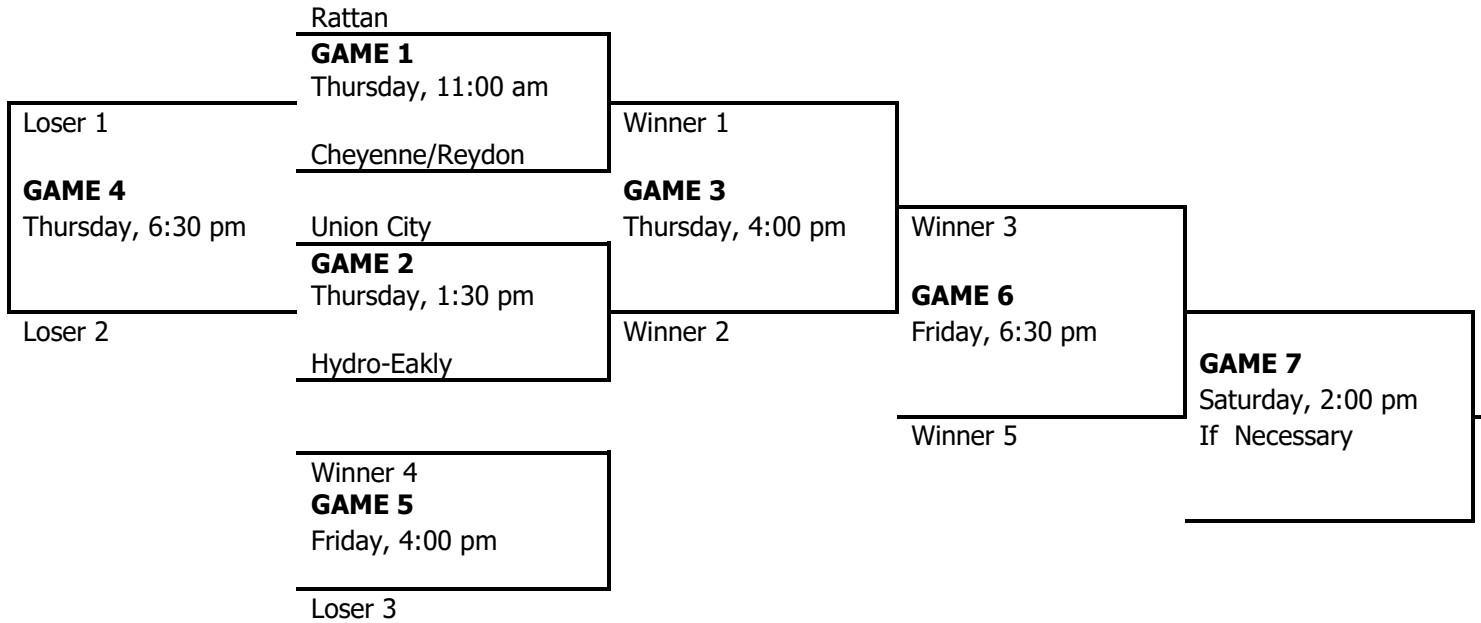 Rattan
GAME 1
Thursday, 11:00 am
Loser 1
Winner 1
Cheyenne/Reydon
GAME 4
GAME 3
Thursday, 6:30 pm
Union City
Thursday, 4:00 pm
Winner 3
GAME 2
Thursday, 1:30 pm
GAME 6
Loser 2
Winner 2
Friday, 6:30 pm
Hydro-Eakly
GAME 7
Saturday, 2:00 pm
Winner 5
If Necessary
Winner 4
GAME 5
Friday, 4:00 pm
Loser 3